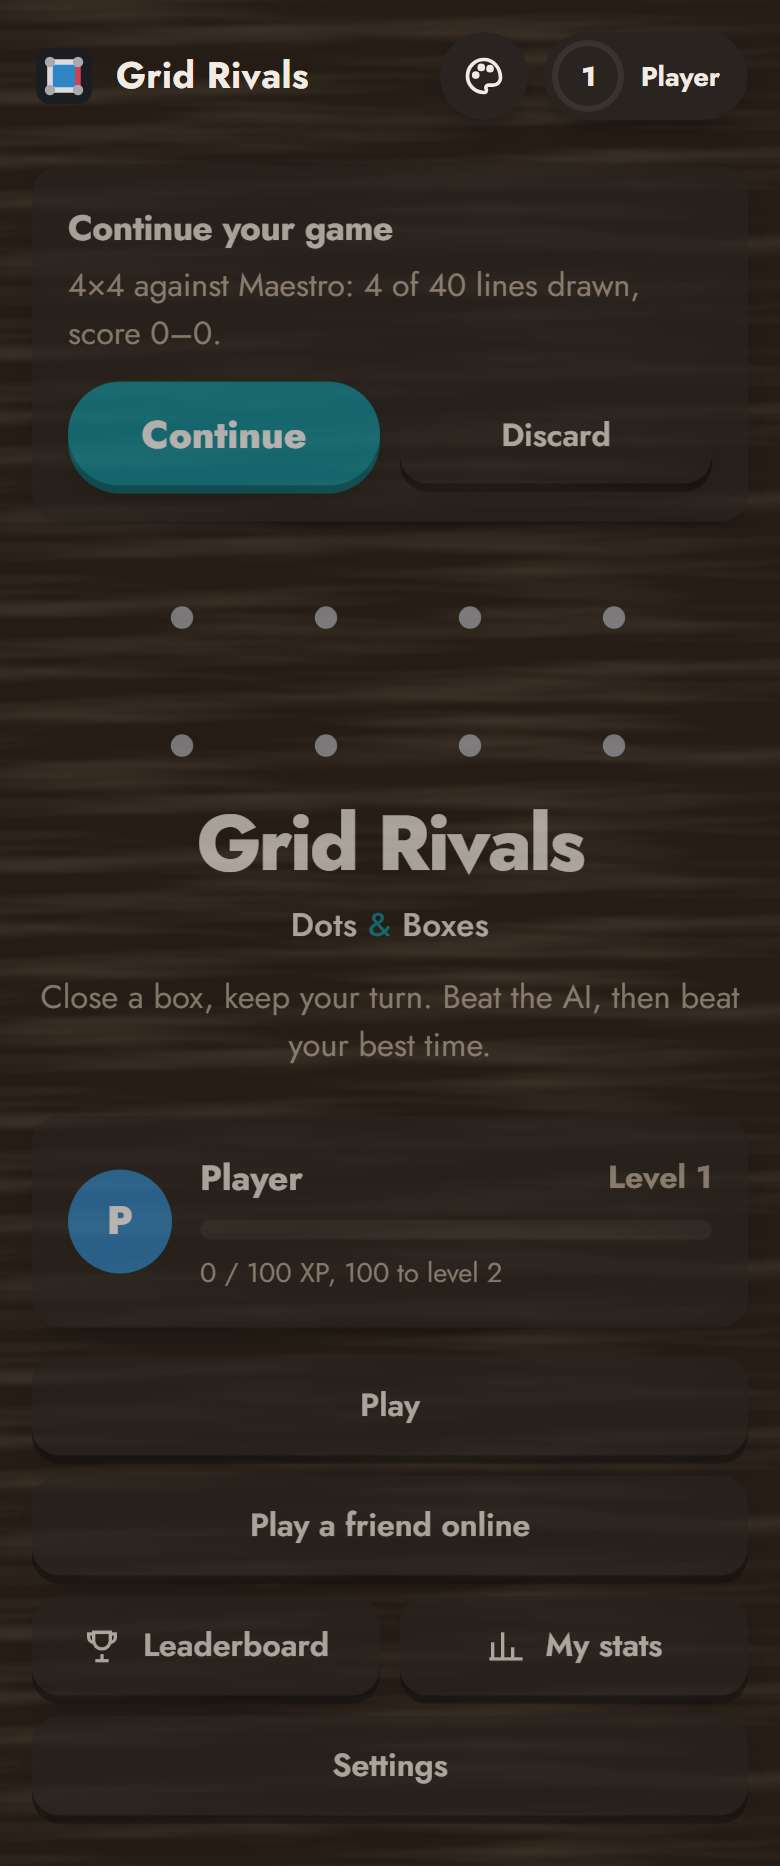 Grid Rivals
1 Player
Continue your game
4×4 against Maestro: 4 of 40 lines drawn,
score 0–0.
Continue
Discard
Grid Rivals
Dots & Boxes
Close a box, keep your turn. Beat the AI, then beat
your best time.
P
Player
Level 1
0 / 100 XP, 100 to level 2
Play
Play a friend online
Leaderboard
My stats
Settings